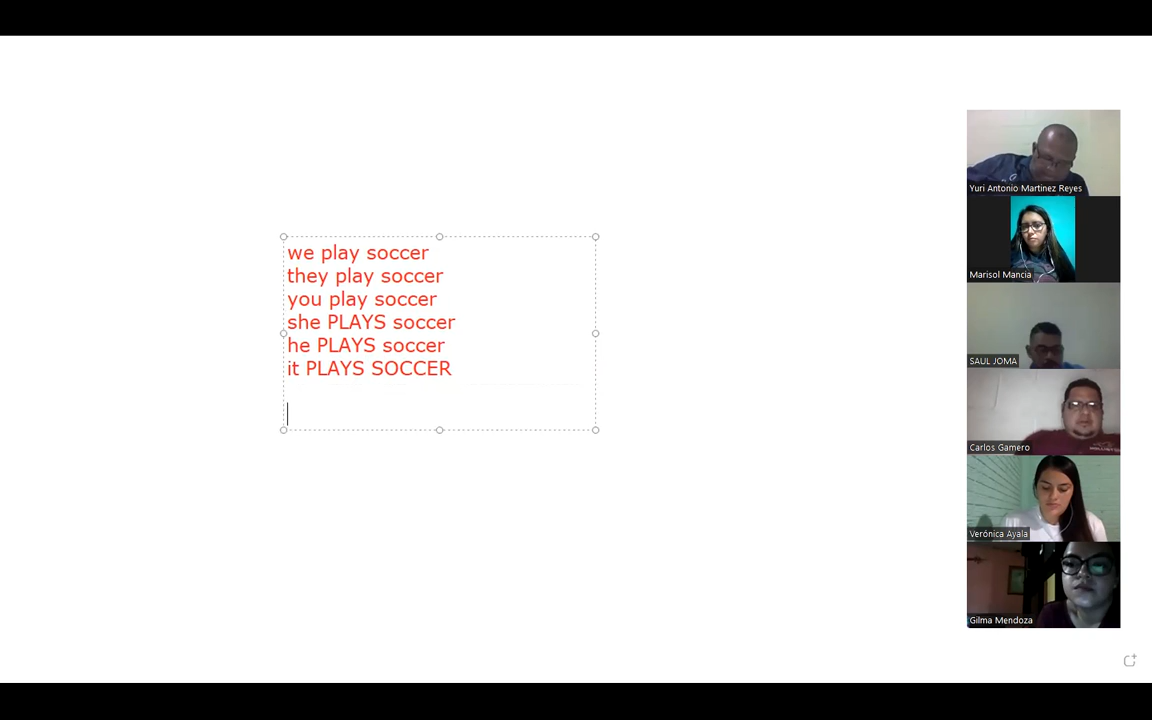 we play soccer
they play soccer
you play soccer
she PLAYS soccer
he PLAYS soccer
it PLAYS SOCCER
Yuri Antonio Martinez Reyes
Marisol Mancía
SAUL JOMA
Carlos Gamero
Verónica Ayala
Gilma Mendoza